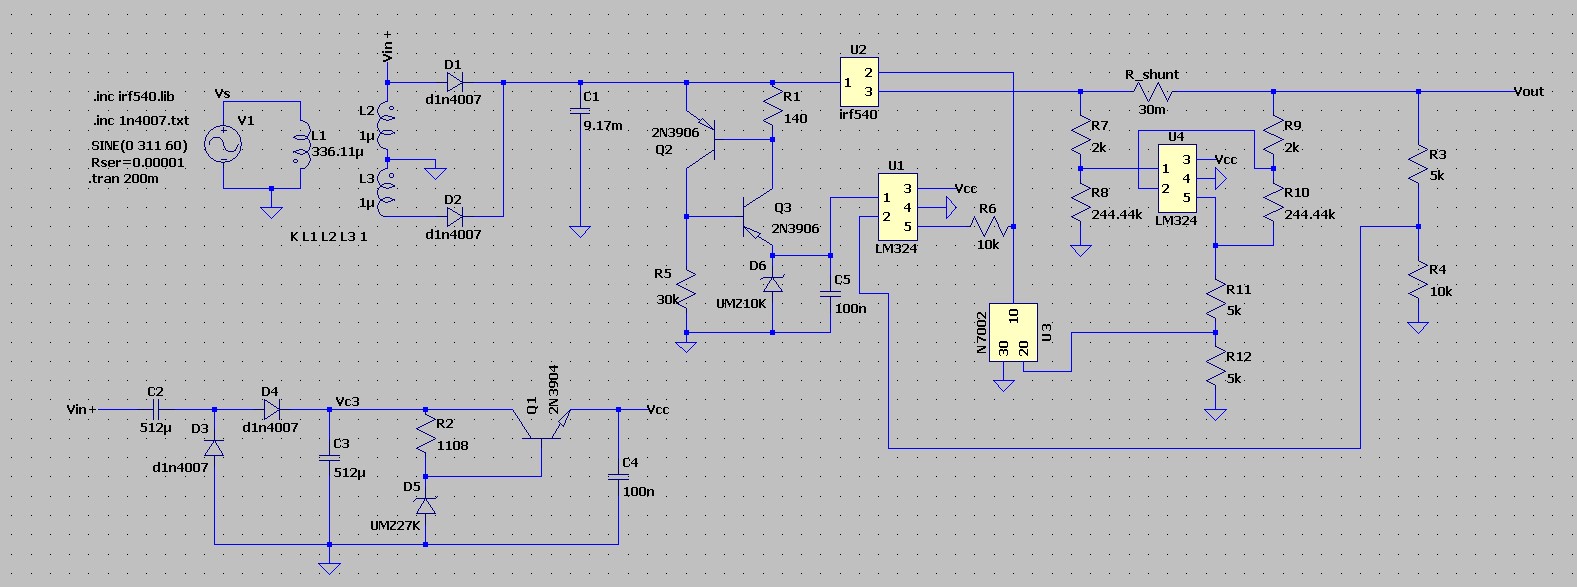 .inc irf540.lib
.inc 1n4007.txt
SINE(0 311 60)
Rser=0.00001
.tran 200m
Vs
V1
L1
336.11µ
K L1 L2 L3 1
Vin+
L2
1µ
L3
1µ
D1
d1n4007
D2
d1n4007
C1
9.17m
2N3906
Q2
R1
140
Q3
2N3906
R5
30k
D6
UMZ10K
C5
100n
U2
1
2
3
irf540
U1
1
2
3
4
5
LM324
Vcc
R6
10k
N7002
10
30
20
U3
R_shunt
30m
Vout
R7
2k
R8
244.44k
U4
1
2
3
4
5
LM324
Vcc
R9
2k
R10
244.44k
R11
5k
R12
5k
R3
5k
R4
10k
Vin+
C2
512µ
D3
d1n4007
D4
d1n4007
Vc3
C3
512µ
R2
1108
D5
UMZ27K
Q1
2N3904
Vcc
C4
100n